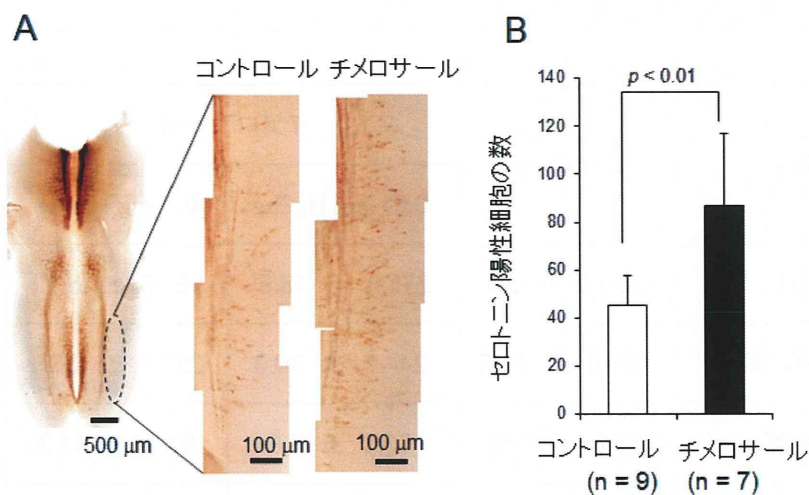 A
コントロール チメロサール
500 μm
100 μm
100 μm
B
p < 0.01
セロトニン陽性細胞の数
140
120
100
80
60
40
20
0
コントロール チメロサール
(n = 9) (n = 7)